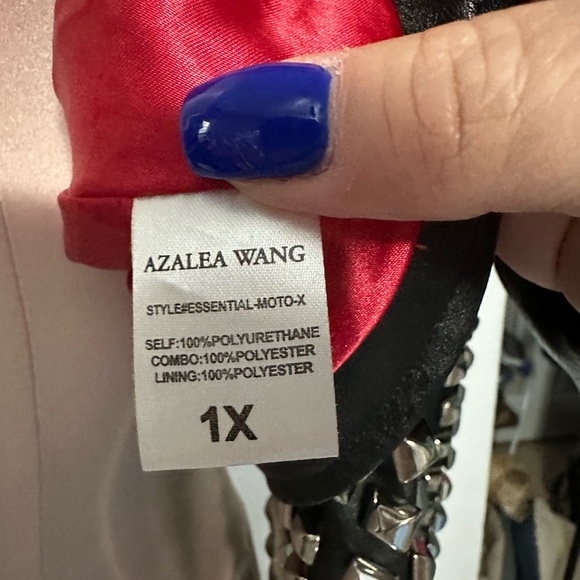 AZALEA WANG
STYLE#ESSENTIAL-MOTO-X
SELF:100%POLYURETHANE
COMBO:100%POLYESTER
LINING:100%POLYESTER
1X